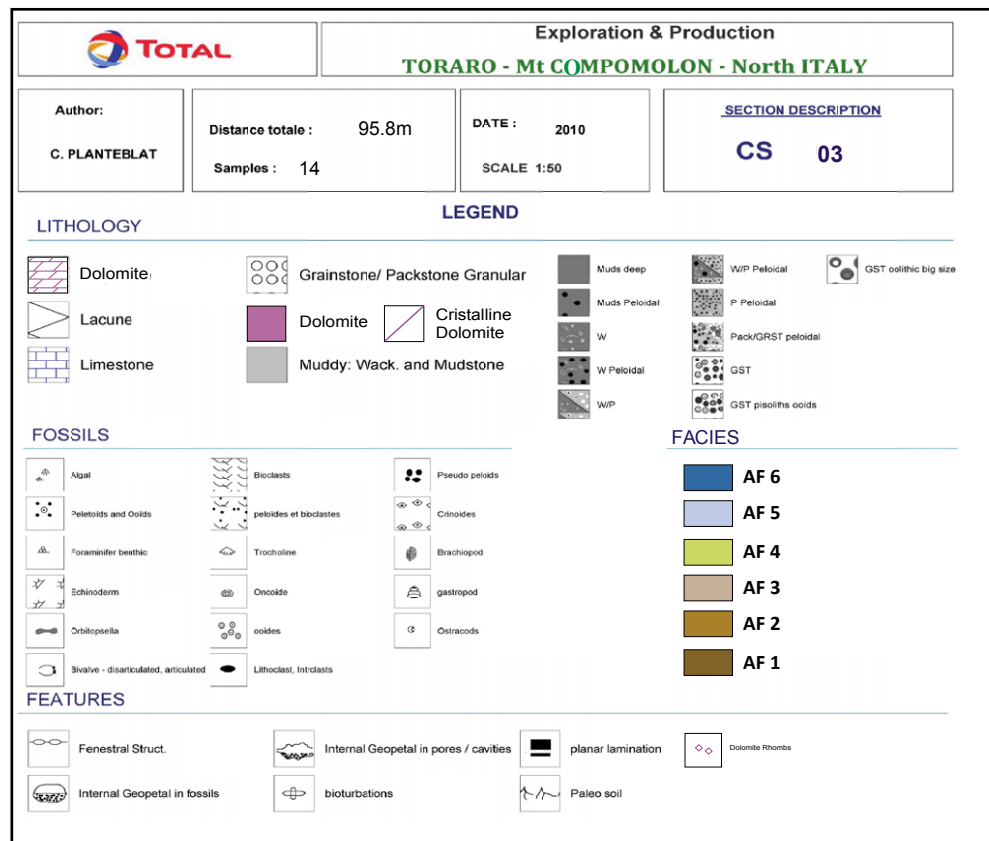 TOTAL
Exploration & Production
TORARO - Mt COMPOMOLON - North ITALY
Author:
C. PLANTEBLAT
Distance totale : 95.8m
Samples : 14
DATE : 2010
SCALE 1:50
SECTION DESCRIPTION
CS 03
LEGEND
LITHOLOGY
Dolomite
Lacune
Limestone
Grainstone/ Packstone Granular
Dolomite
Cristalline
Dolomite
Muddy: Wack. and Mudstone
Muds deep
Muds Peloidal
W
W Peloidal
W/P
W/P Peloidal
P Peloidal
Pack/GRST peloidal
GST
GST pisoliths ooids
GST oolithic big size
FOSSILS
Algal
Peletoids and Ooids
Foraminifer benthic
Echinoderm
Orbitopsella
Bivalve - disarticulated, articulated
Bioclasts
peloides et bioclastes
Trocholine
Oncoide
ooides
Lithoclast, Intrclasts
Pseudo peloids
Crinoides
Brachiopod
gastropod
Ostracods
FACIES
AF 6
AF 5
AF 4
AF 3
AF 2
AF 1
FEATURES
Fenestral Struct.
Internal Geopetal in fossils
Internal Geopetal in pores / cavities
bioturbations
planar lamination
Paleo soil
Dolomite Rhombs